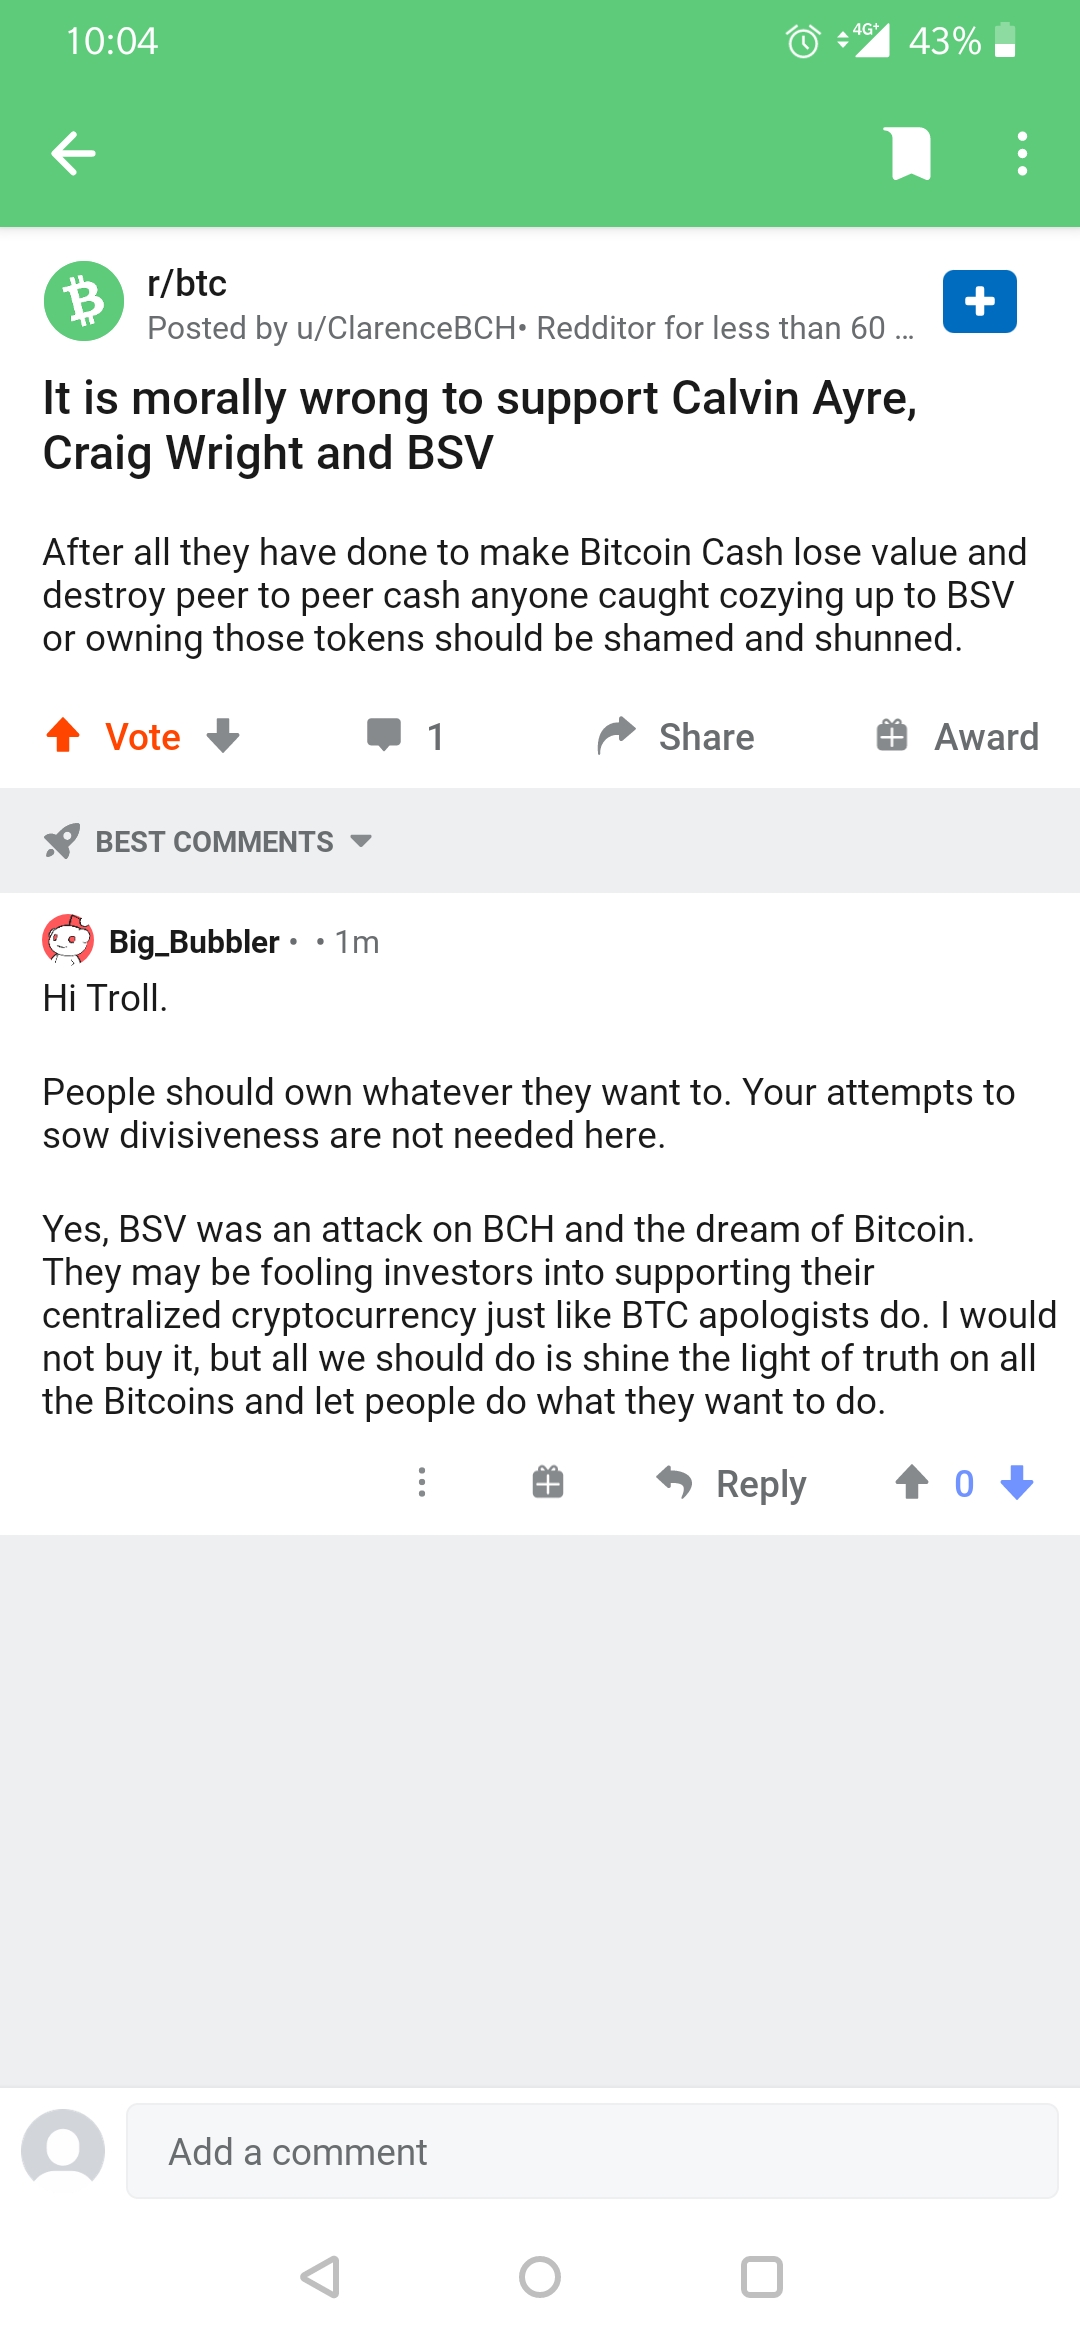 10:04
4G+ 43%
r/btc
Posted by u/ClarenceBCH• Redditor for less than 60 ...
It is morally wrong to support Calvin Ayre,
Craig Wright and BSV
After all they have done to make Bitcoin Cash lose value and
destroy peer to peer cash anyone caught cozying up to BSV
or owning those tokens should be shamed and shunned.
Vote 1 Share Award
BEST COMMENTS
Big_Bubbler • • 1m
Hi Troll.
People should own whatever they want to. Your attempts to
sow divisiveness are not needed here.
Yes, BSV was an attack on BCH and the dream of Bitcoin.
They may be fooling investors into supporting their
centralized cryptocurrency just like BTC apologists do. I would
not buy it, but all we should do is shine the light of truth on all
the Bitcoins and let people do what they want to do.
Reply 0
Add a comment